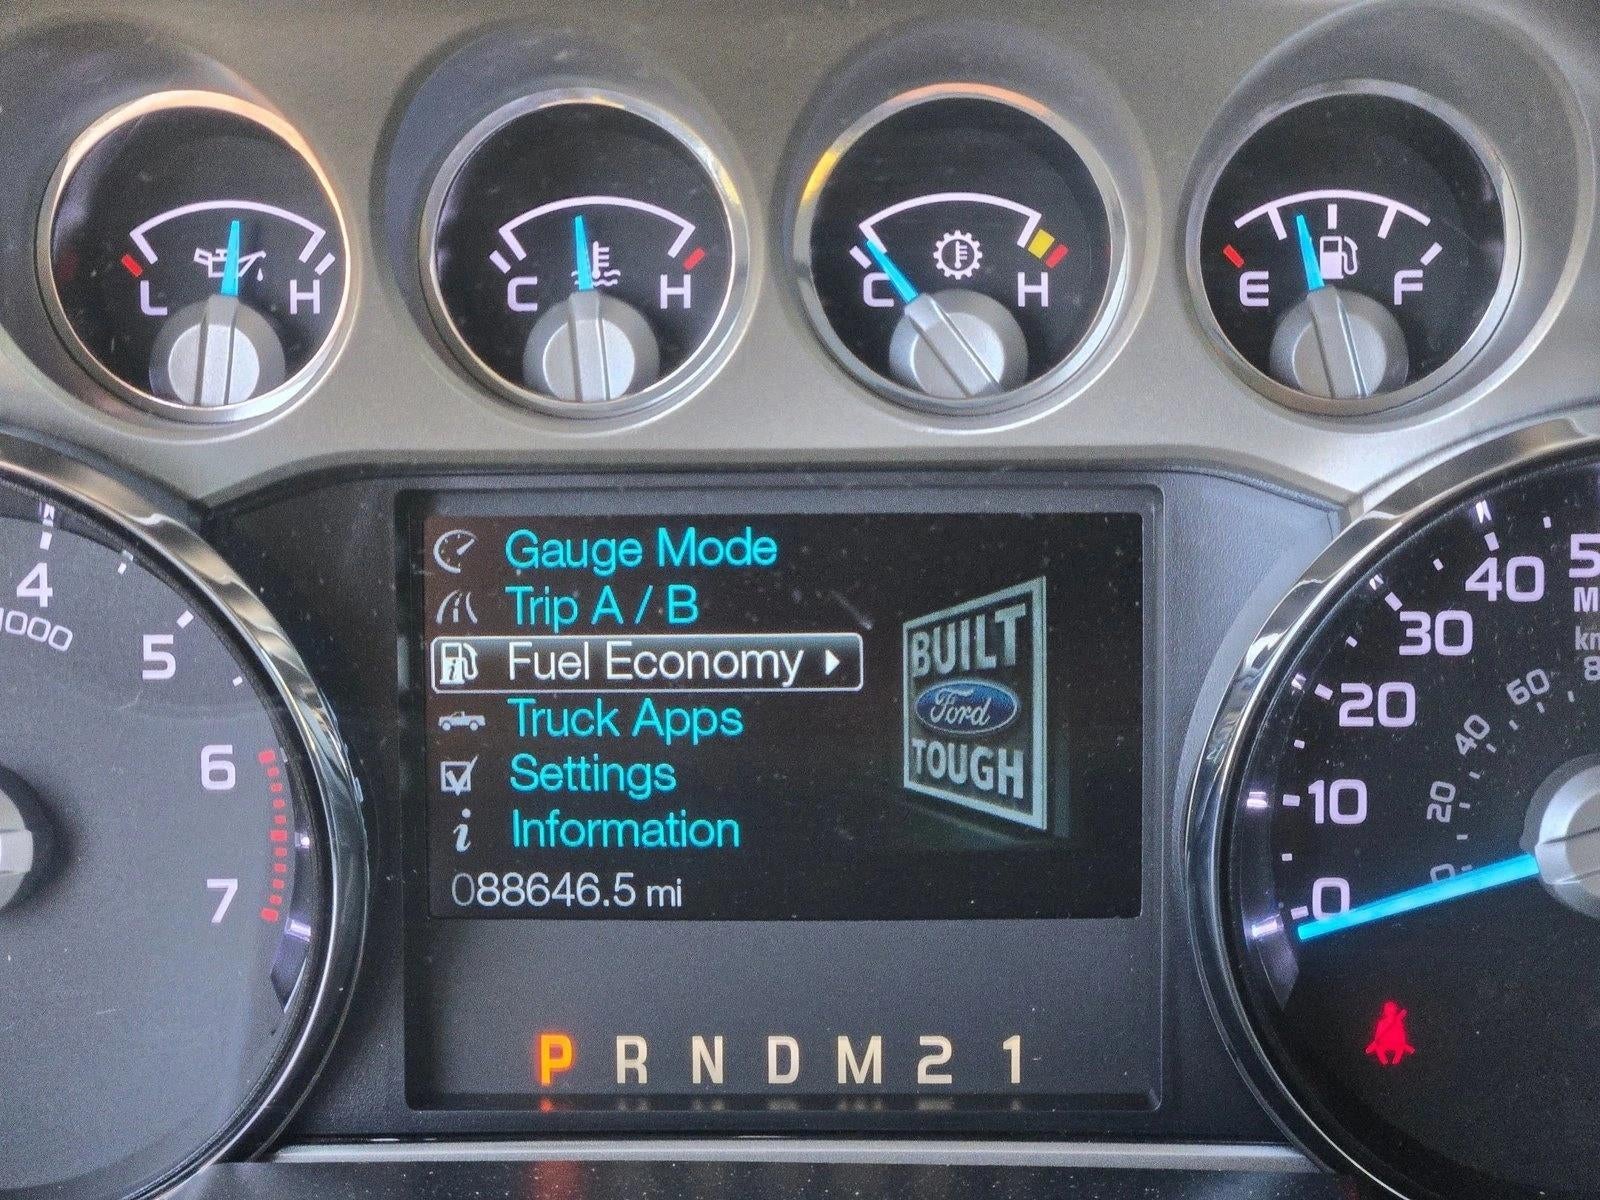 L H
C H
C H
E F
Gauge Mode
Trip A / B
Fuel Economy
Truck Apps
Settings
Information
088646.5 mi
BUILT
Ford
TOUGH
P R N D M 2 1
4
5
6
7
0
10
20
30
40
0
20
40
60